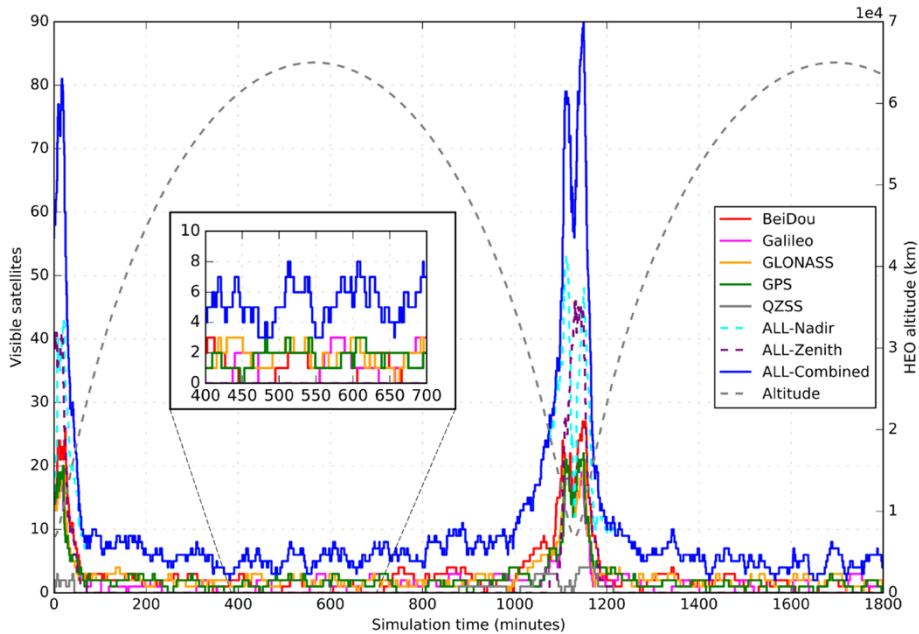 1e4
90
80
70
60
50
40
30
20
10
0
Visible satellites
7
6
5
4
3
2
1
0
HEO altitude (km)
10
8
6
4
2
0
400 450 500 550 600 650 700
BeiDou
Galileo
GLONASS
GPS
QZSS
ALL-Nadir
ALL-Zenith
ALL-Combined
Altitude
0 200 400 600 800 1000 1200 1400 1600 1800
Simulation time (minutes)